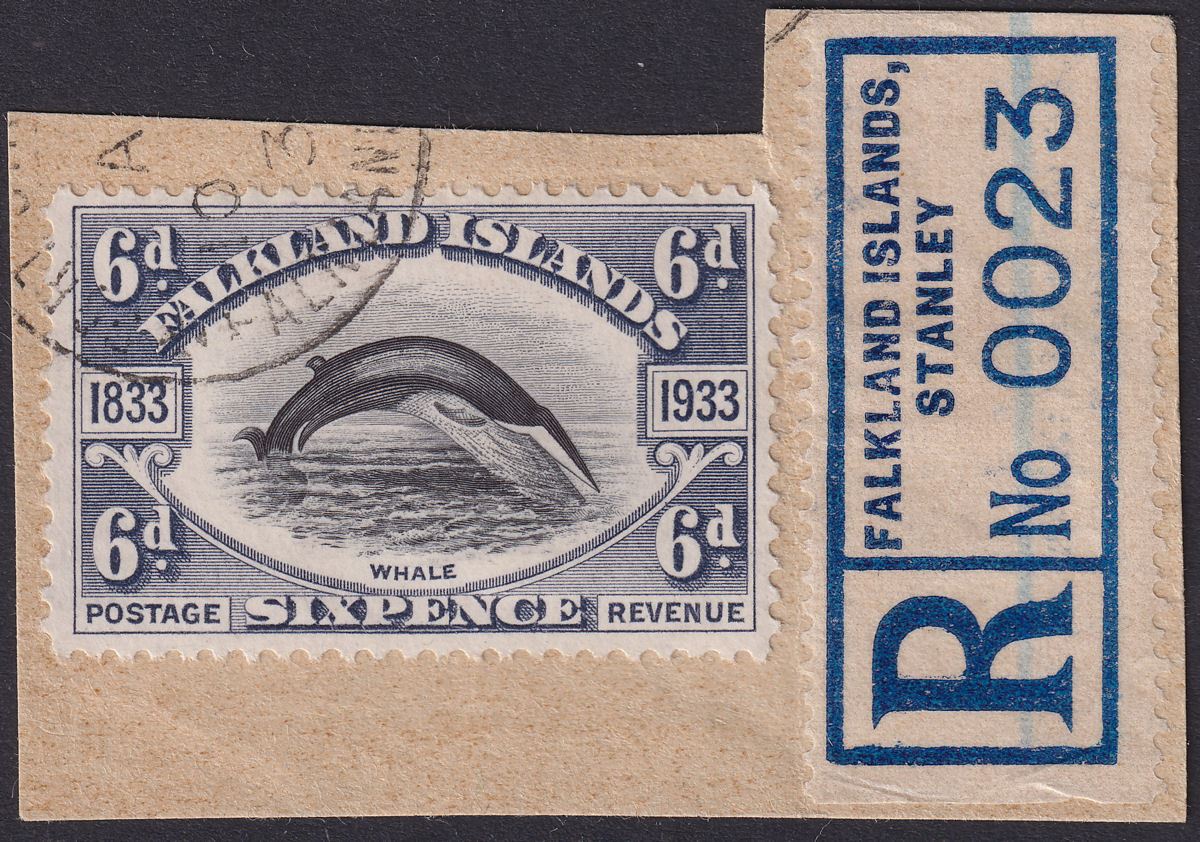 FALKLAND ISLANDS
6d.
6d.
1833
1933
6d.
6d.
WHALE
POSTAGE
SIXPENCE
REVENUE
FALKLAND ISLANDS,
STANLEY
R
No 0023